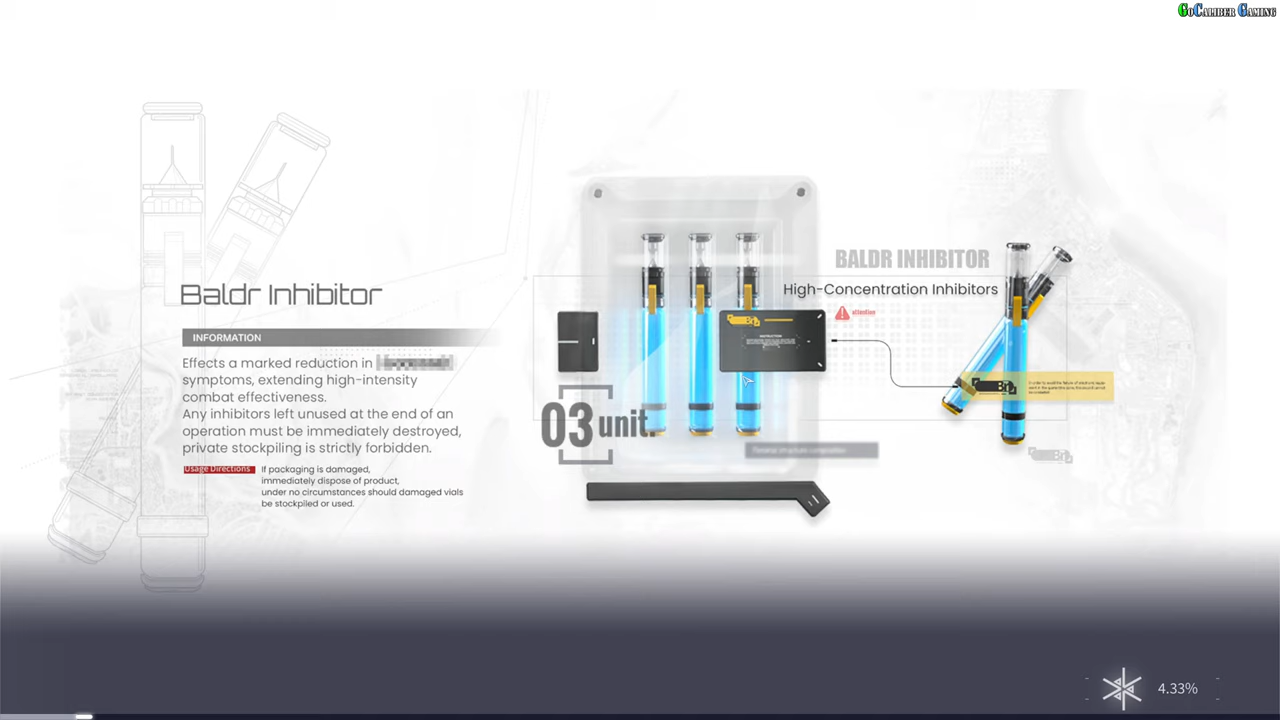 GoCaliber Gaming
BALDR INHIBITOR
High-Concentration Inhibitors
attention
Baldr Inhibitor
INFORMATION
Effects a marked reduction in
symptoms, extending high-intensity
combat effectiveness.
Any inhibitors left unused at the end of an
operation must be immediately destroyed,
private stockpiling is strictly forbidden.
Usage Directions
If packaging is damaged,
immediately dispose of product,
under no circumstances should damaged vials
be stockpiled or used.
INSTRUCTIONS
03 unit.
4.33%